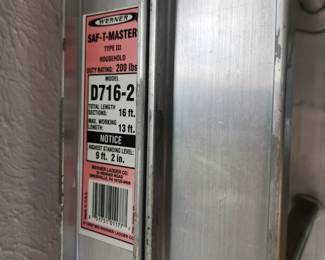 WERNER
SAF-T-MASTER
TYPE III
HOUSEHOLD
DUTY RATING: 200 lbs
MODEL
D716-2
TOTAL LENGTH
SECTIONS: 16 ft.
MAX. WORKING
LENGTH: 13 ft.
NOTICE
HIGHEST STANDING LEVEL:
9 ft. 2 in.
WERNER LADDER CO.